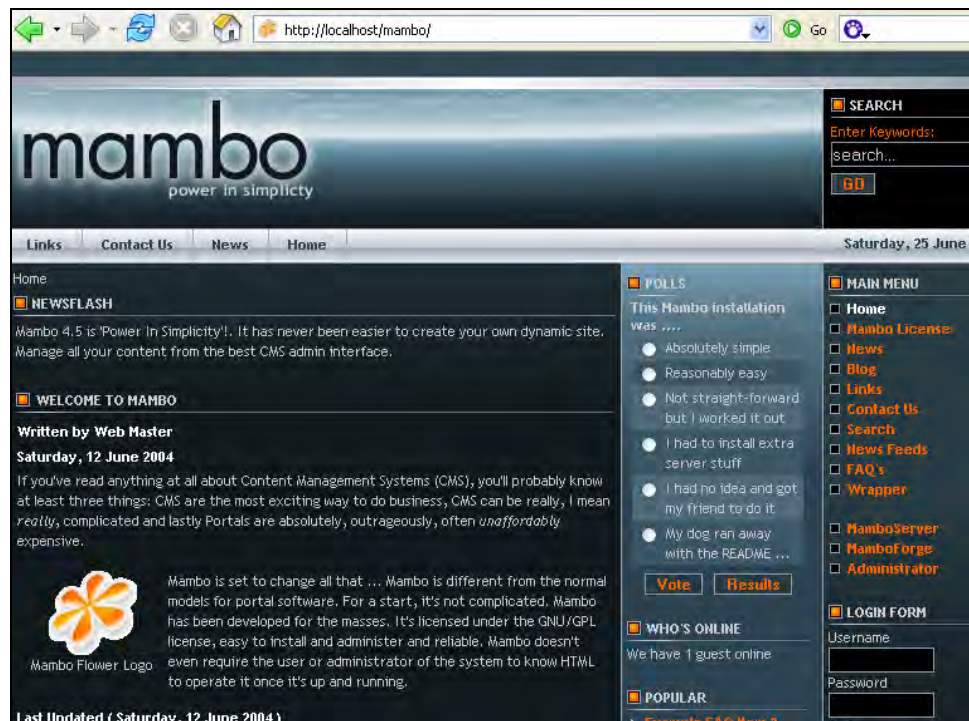 http://localhost/mambo/
Go
mambo
power in simplicty
SEARCH
Enter Keywords:
search...
GO
Links Contact Us News Home
Saturday, 25 June
Home
NEWSFLASH
Mambo 4.5 is 'Power In Simplicity'!. It has never been easier to create your own dynamic site.
Manage all your content from the best CMS admin interface.
WELCOME TO MAMBO
Written by Web Master
Saturday, 12 June 2004
If you've read anything at all about Content Management Systems (CMS), you'll probably know
at least three things: CMS are the most exciting way to do business, CMS can be really, I mean
really, complicated and lastly Portals are absolutely, outrageously, often unaffordably
expensive.
Mambo Flower Logo
Mambo is set to change all that ... Mambo is different from the normal
models for portal software. For a start, it's not complicated. Mambo
has been developed for the masses. It's licensed under the GNU/GPL
license, easy to install and administer and reliable. Mambo doesn't
even require the user or administrator of the system to know HTML
to operate it once it's up and running.
Last Updated ( Saturday, 12 June 2004 )
POLLS
This Mambo installation
was ....
Absolutely simple
Reasonably easy
Not straight-forward
but I worked it out
I had to install extra
server stuff
I had no idea and got
my friend to do it
My dog ran away
with the README ...
Vote Results
WHO'S ONLINE
We have 1 guest online
POPULAR
MAIN MENU
Home
Mambo License
News
Blog
Links
Contact Us
Search
News Feeds
FAQ's
Wrapper
MamboServer
MamboForge
Administrator
LOGIN FORM
Username
Password